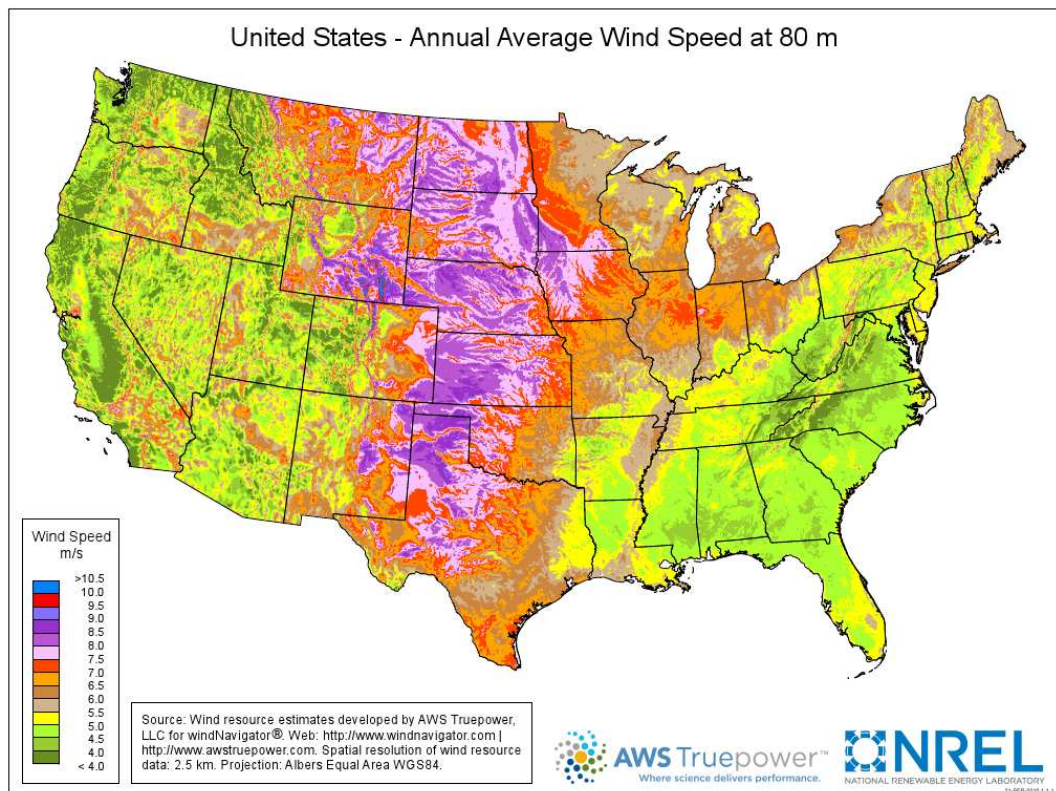 United States - Annual Average Wind Speed at 80 m
Wind Speed
m/s
>10.5
10.0
9.5
9.0
8.5
8.0
7.5
7.0
6.5
6.0
5.5
5.0
4.5
4.0
< 4.0
Source: Wind resource estimates developed by AWS Truepower,
LLC for windNavigator®. Web: http://www.windnavigator.com |
http://www.awstruepower.com. Spatial resolution of wind resource
data: 2.5 km. Projection: Albers Equal Area WGS84.
AWS Truepower™
Where science delivers performance.
NREL
NATIONAL RENEWABLE ENERGY LABORATORY